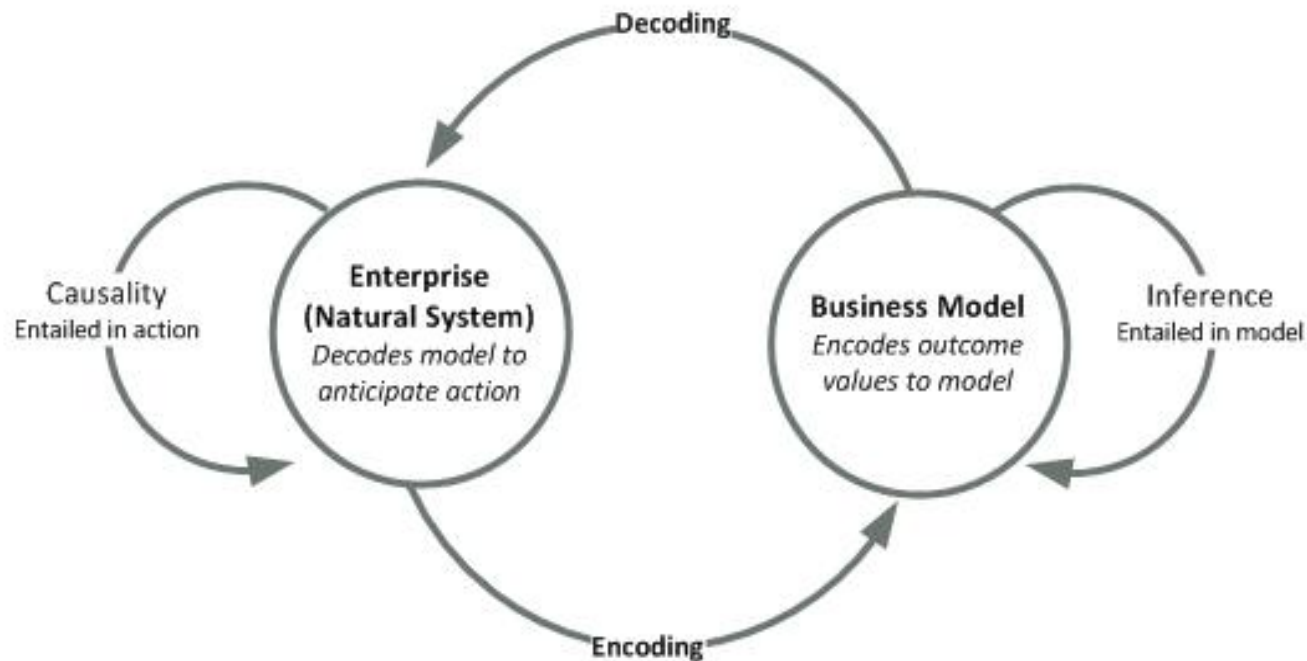 Decoding
Causality
Entailed in action
Enterprise
(Natural System)
Decodes model to
anticipate action
Business Model
Encodes outcome
values to model
Inference
Entailed in model
Encoding